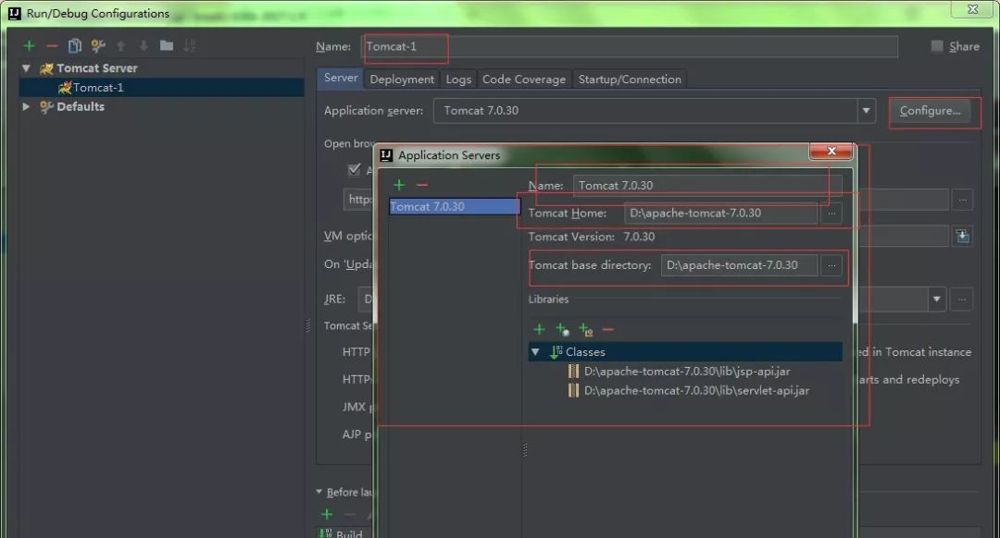 Run/Debug Configurations
Name: Tomcat-1
Share
Tomcat Server
Tomcat-1
Defaults
Server Deployment Logs Code Coverage Startup/Connection
Application server: Tomcat 7.0.30
Configure...
Open brow
A
http:
VM optio
On 'Upda
JRE: D
Tomcat Se
HTTP
HTTPs
JMX p
AJP p
ed in Tomcat instance
arts and redeploys
Before lau
Build
Application Servers
Tomcat 7.0.30
Name: Tomcat 7.0.30
Tomcat Home: D:\apache-tomcat-7.0.30 ...
Tomcat Version: 7.0.30
Tomcat base directory: D:\apache-tomcat-7.0.30 ...
Libraries
Classes
D:\apache-tomcat-7.0.30\lib\jsp-api.jar
D:\apache-tomcat-7.0.30\lib\servlet-api.jar